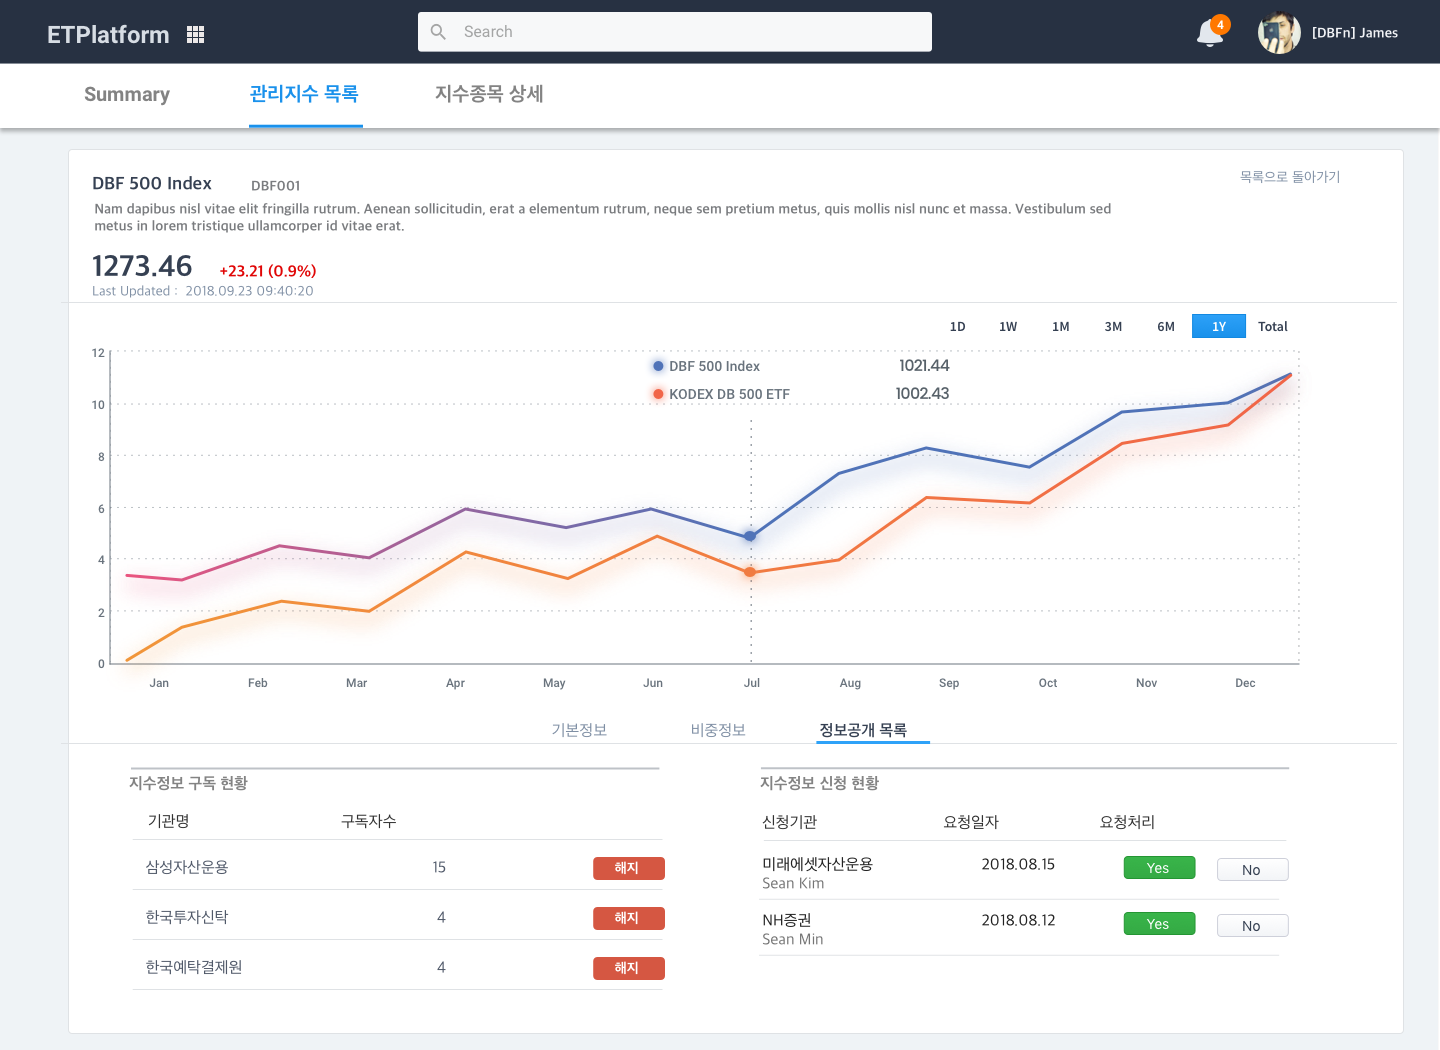 ETPlatform
Search
4
[DBFn] James
Summary
관리지수 목록
지수종목 상세
DBF 500 Index
DBF001
목록으로 돌아가기
Nam dapibus nisl vitae elit fringilla rutrum. Aenean sollicitudin, erat a elementum rutrum, neque sem pretium metus, quis mollis nisl nunc et massa. Vestibulum sed
metus in lorem tristique ullamcorper id vitae erat.
1273.46
+23.21 (0.9%)
Last Updated : 2018.09.23 09:40:20
1D 1W 1M 3M 6M 1Y Total
DBF 500 Index 1021.44
KODEX DB 500 ETF 1002.43
12
10
8
6
4
2
0
Jan Feb Mar Apr May Jun Jul Aug Sep Oct Nov Dec
기본정보
비중정보
정보공개 목록
지수정보 구독 현황
기관명 구독자수
삼성자산운용 15 해지
한국투자신탁 4 해지
한국예탁결제원 4 해지
지수정보 신청 현황
신청기관 요청일자 요청처리
미래에셋자산운용 2018.08.15 Yes No
Sean Kim
NH증권 2018.08.12 Yes No
Sean Min